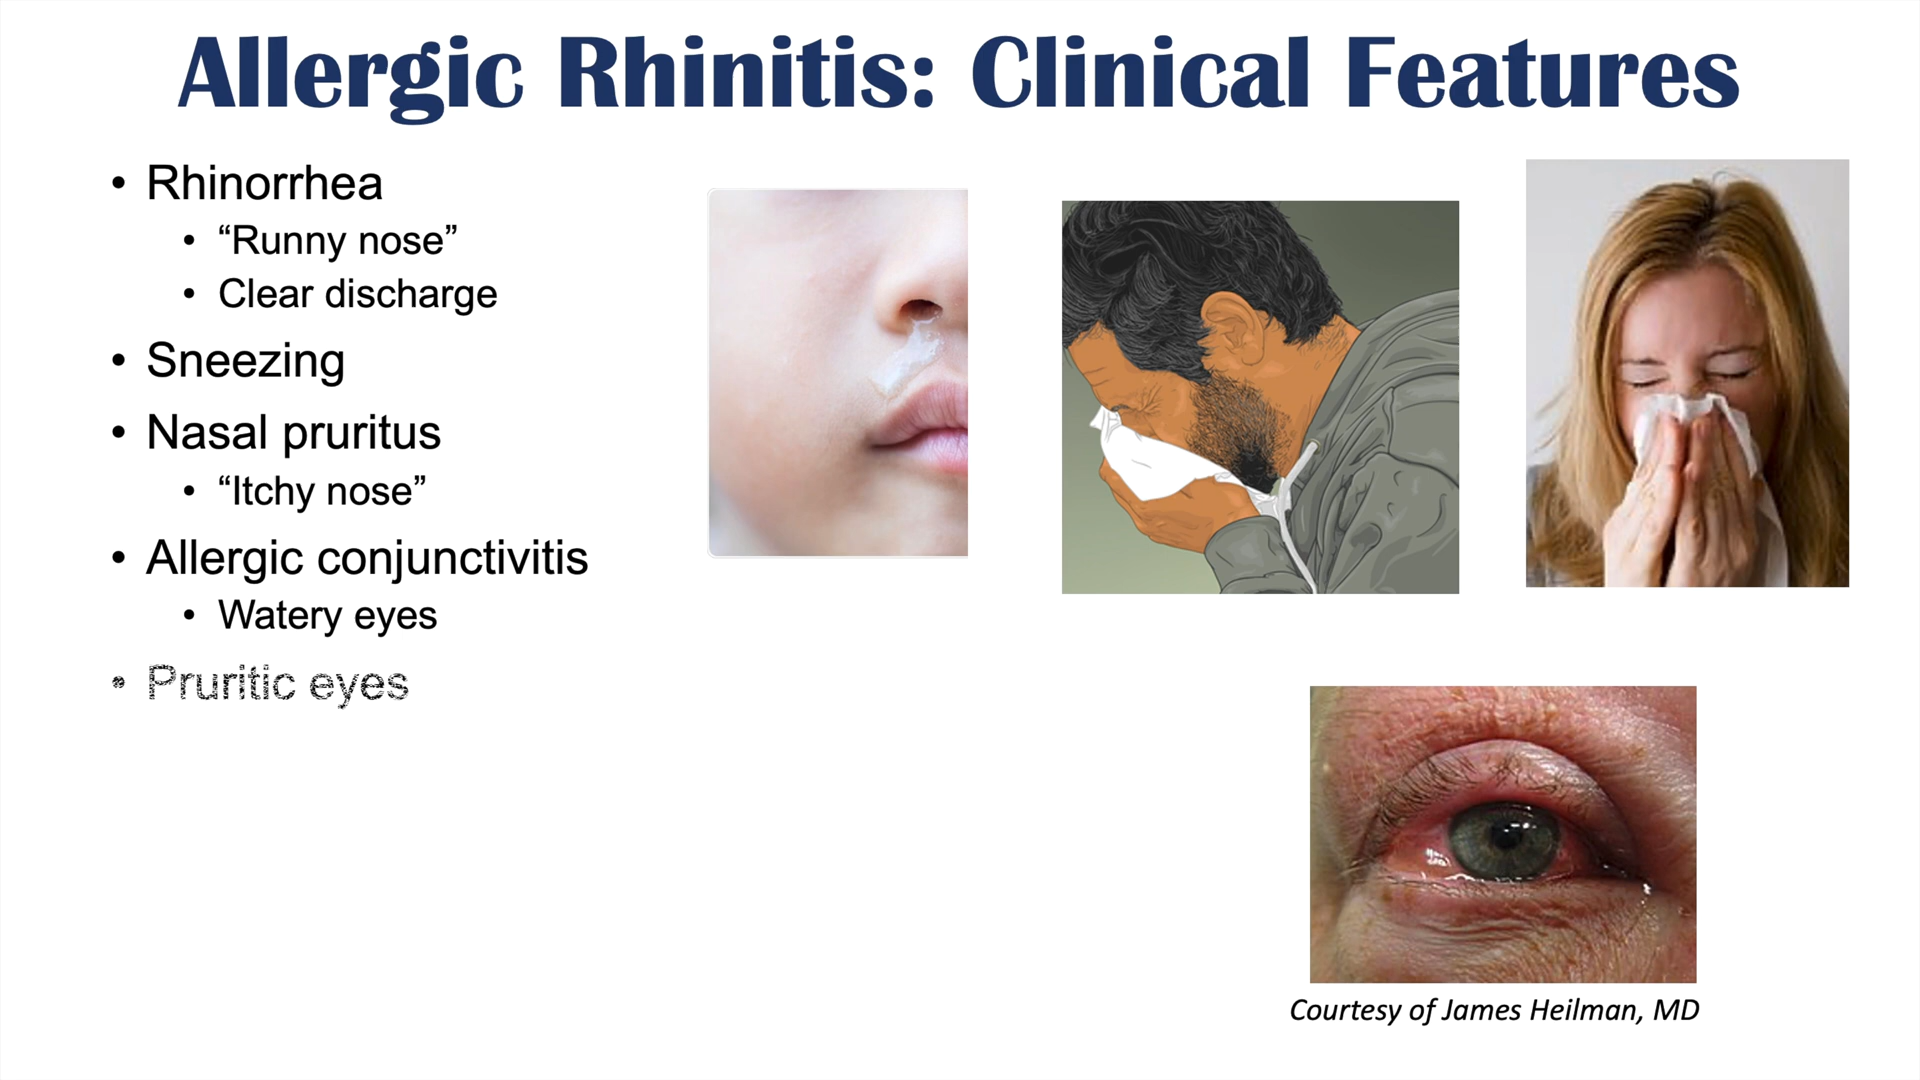 Allergic Rhinitis: Clinical Features
• Rhinorrhea
• “Runny nose”
• Clear discharge
• Sneezing
• Nasal pruritus
• “Itchy nose”
• Allergic conjunctivitis
• Watery eyes
• Pruritic eyes
Courtesy of James Heilman, MD